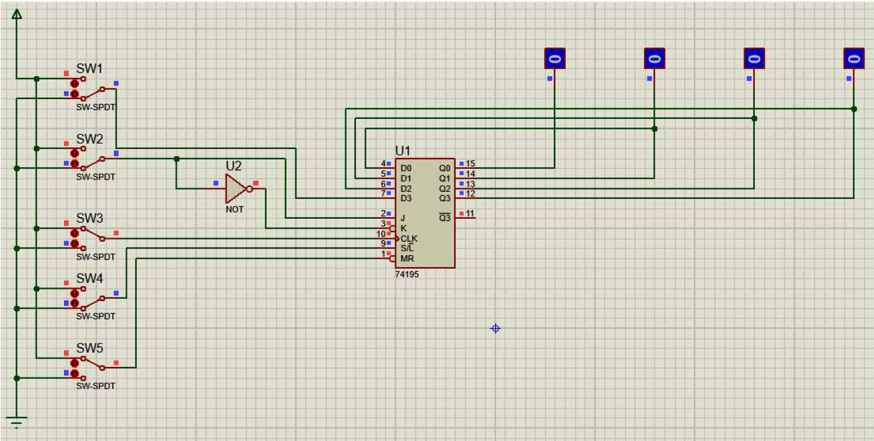 0 0 0 0
SW1
SW-SPDT
SW2
SW-SPDT
U2
NOT
SW3
SW-SPDT
SW4
SW-SPDT
SW5
SW-SPDT
U1
4 D0 Q0 15
5 D1 Q1 14
6 D2 Q2 13
7 D3 Q3 12
2 J Q3 11
3 K
10 CLK
9 S/L
1 MR
74195